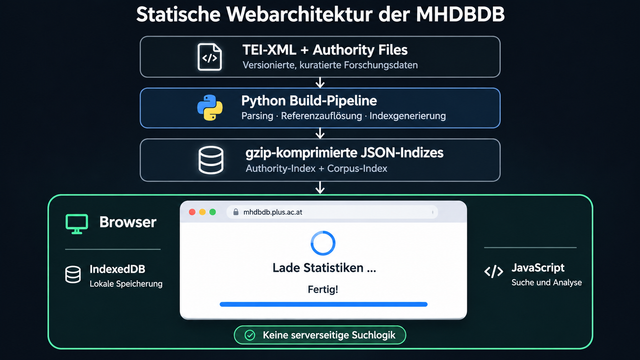 Statische Webarchitektur der MHDBDB
</>
TEI-XML + Authority Files
Versionierte, kuratierte Forschungsdaten
Python Build-Pipeline
Parsing · Referenzauflösung · Indexgenerierung
gzip-komprimierte JSON-Indizes
Authority-Index + Corpus-Index
Browser
IndexedDB
Lokale Speicherung
mhdbdb.plus.ac.at
Lade Statistiken ...
Fertig!
</> JavaScript
Suche und Analyse
Keine serverseitige Suchlogik